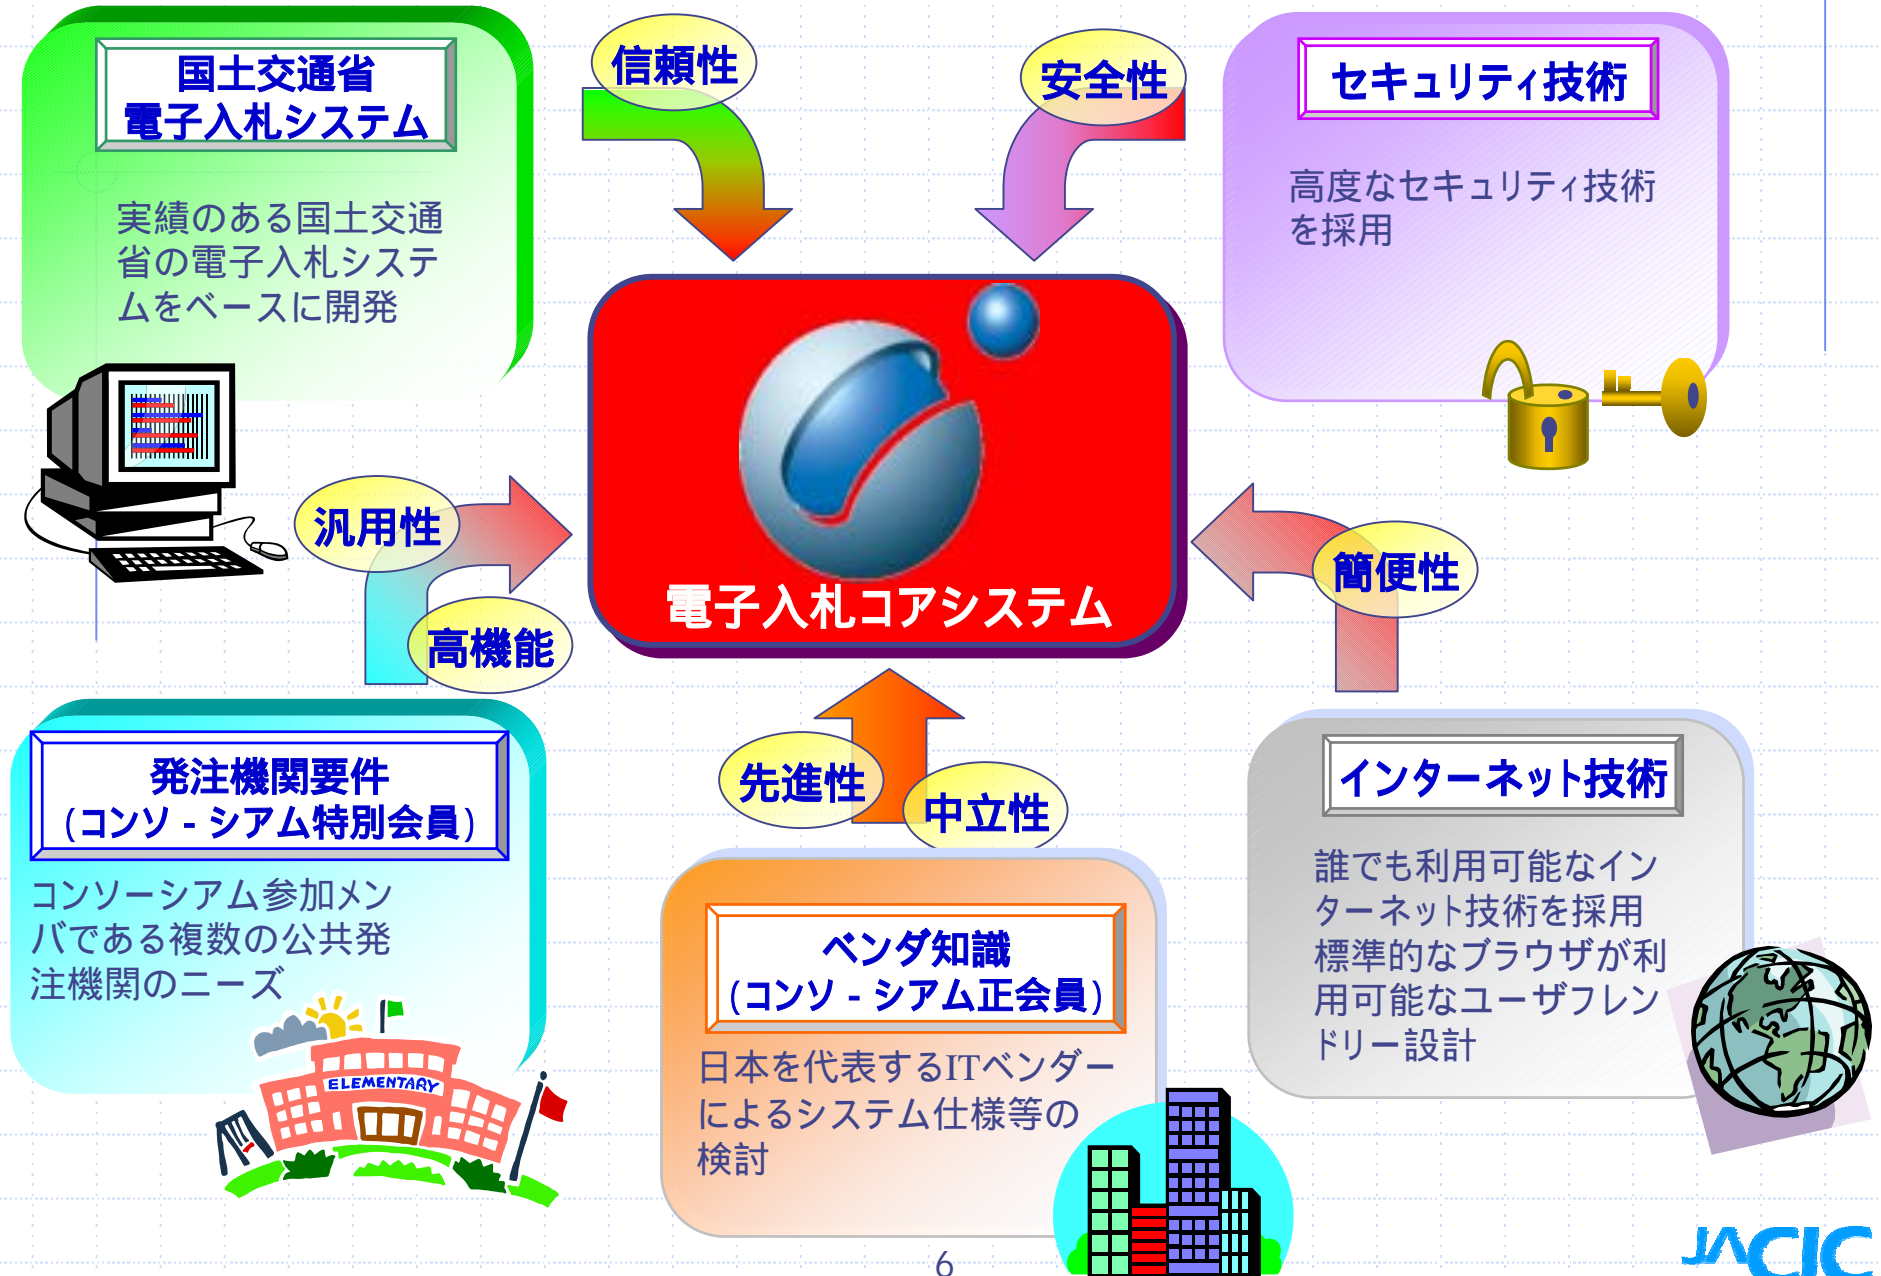 国土交通省
電子入札システム
実績のある国土交通
省の電子入札システ
ムをベースに開発
信頼性
安全性
セキュリティ技術
高度なセキュリティ技術
を採用
電子入札コアシステム
汎用性
高機能
簡便性
先進性
中立性
発注機関要件
(コンソ-シアム特別会員)
コンソーシアム参加メン
バである複数の公共発
注機関のニーズ
ELEMENTARY
ベンダ知識
(コンソ-シアム正会員)
日本を代表するITベンダー
によるシステム仕様等の
検討
インターネット技術
誰でも利用可能なイン
ターネット技術を採用
標準的なブラウザが利
用可能なユーザフレン
ドリー設計
6
JACIC